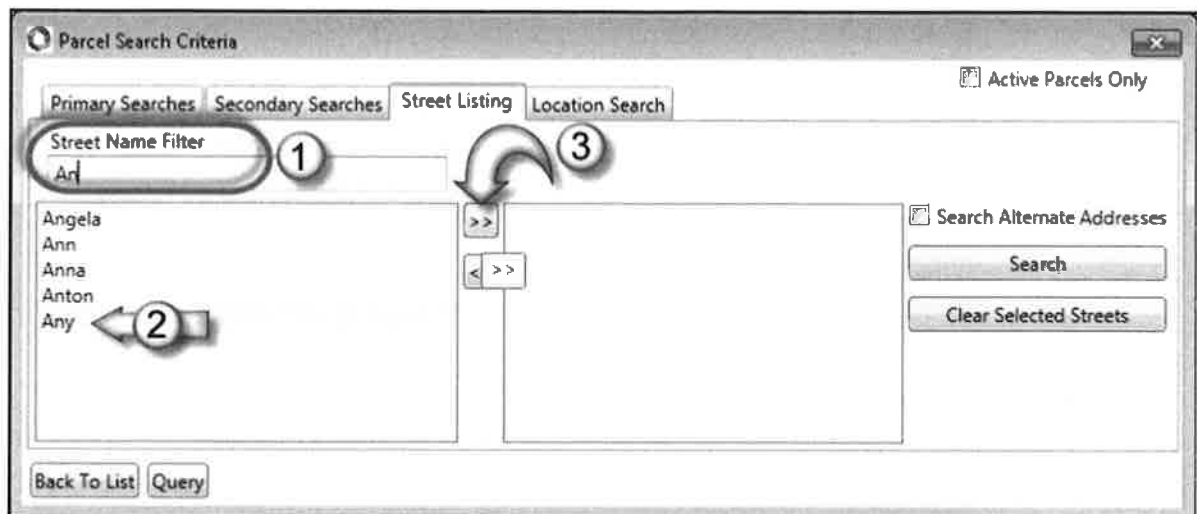 Parcel Search Criteria
Active Parcels Only
Primary Searches Secondary Searches Street Listing Location Search
Street Name Filter
1
3
An
Angela
>>
Search Alternate Addresses
Ann
Anna
< >>
Search
Anton
Any
2
Clear Selected Streets
Back To List Query